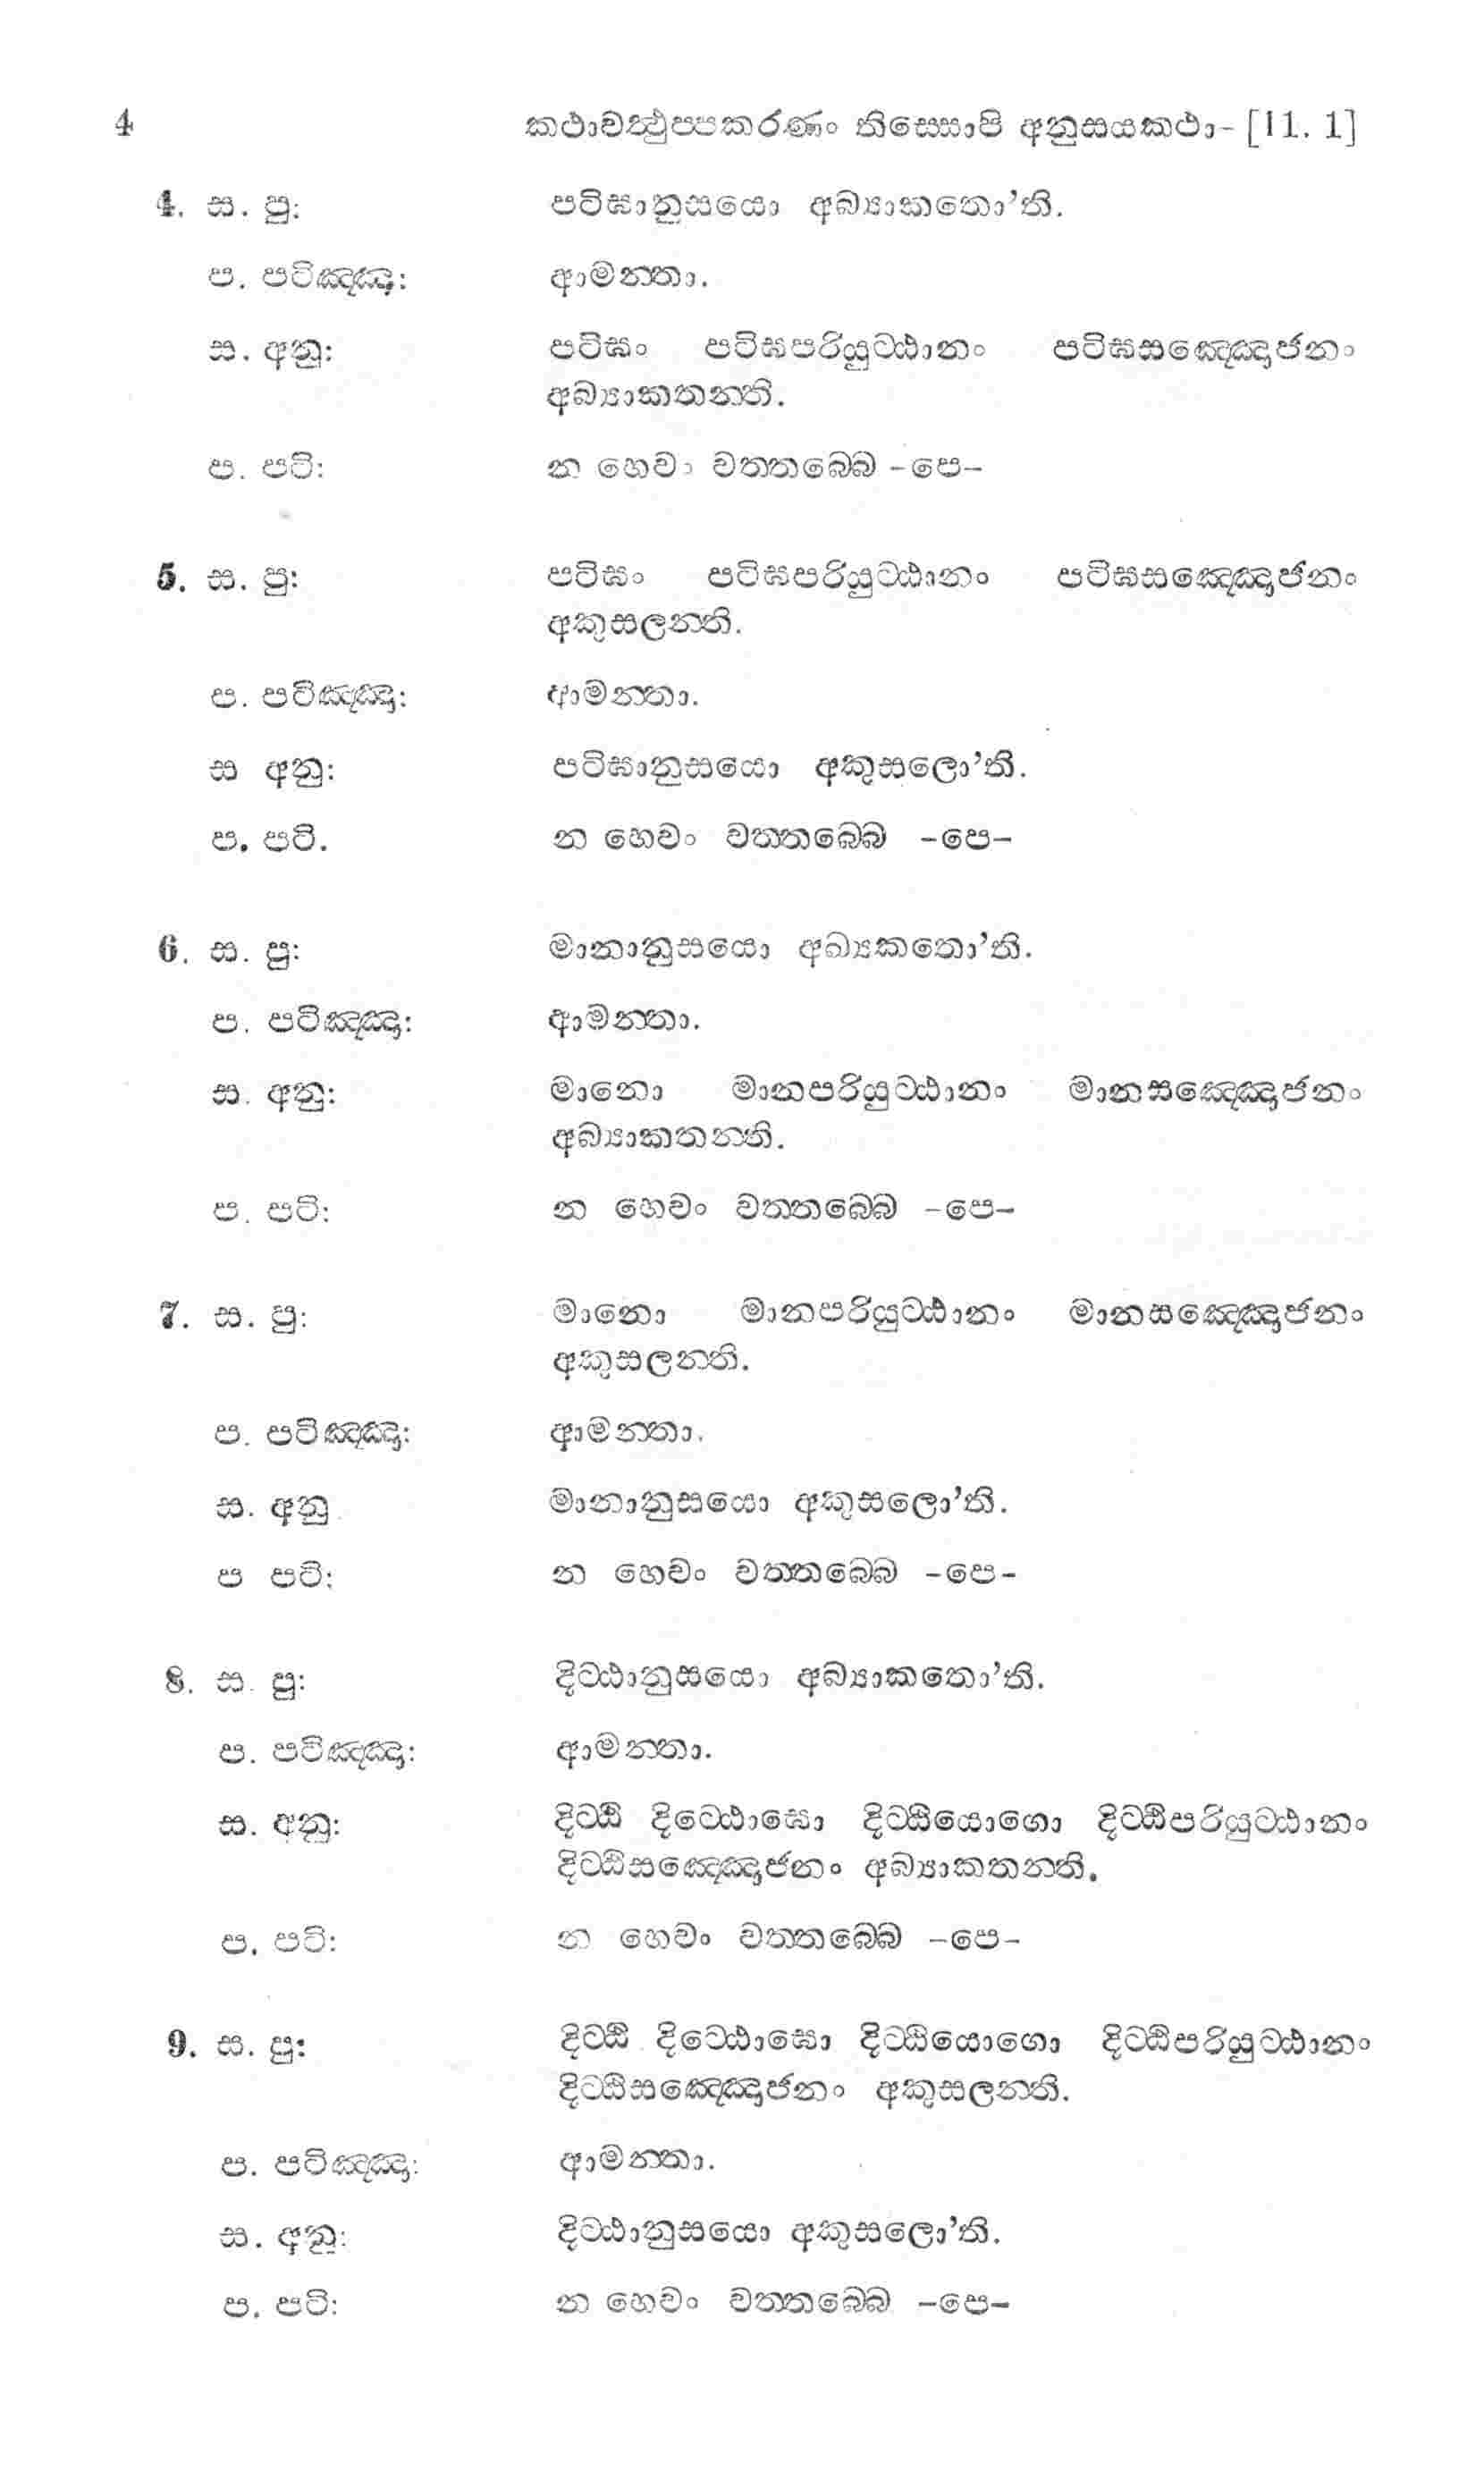 4 කථාවත්‍ථුප‍්පකරණං තිස‍්සොපි අනුසයකථා- [11. 1]
4. ස. පු: පටිඝානුසයො අබ්‍යාකතො’ති.
ප. පටිඤ‍්ඤා: ආමන‍්තා.
ස. අනු: පටිඝං පටිඝපරියුට‍්ඨානං පටිඝසඤ‍්ඤොජනං
අබ්‍යාකතන‍්ති.
ප. පටි: න හෙවං වත‍්තබ‍්බෙ -පෙ-
5. ස. පු: පටිඝං පටිඝපරියුට‍්ඨානං පටිඝසඤ‍්ඤොජනං
අකුසලන‍්ති.
ප. පටිඤ‍්ඤා: ආමන‍්තා.
ස අනු: පටිඝානුසයො අකුසලො’ති.
ප. පටි. න හෙවං වත‍්තබ‍්බෙ -පෙ-
6. ස. පු: මානානුසයො අබ්‍යකතො’ති.
ප. පටිඤ‍්ඤා: ආමන‍්තා.
ස. අනු: මානො මානපරියුට‍්ඨානං මානසඤ‍්ඤොජනං
අබ්‍යාකතන‍්ති.
ප. පටි: න හෙවං වත‍්තබ‍්බෙ -පෙ-
7. ස. පු: මානො මානපරියුට‍්ඨානං මානසඤ‍්ඤොජනං
අකුසලන‍්ති.
ප. පටිඤ‍්ඤා: ආමන‍්තා.
ස. අනු මානානුසයො අකුසලො’ති.
ප පටි: න හෙවං වත‍්තබ‍්බෙ -පෙ-
8. ස. පු: දිට‍්ඨානුසයො අබ්‍යාකතො’ති.
ප. පටිඤ‍්ඤා: ආමන‍්තා.
ස. අනු: දිට‍්ඨි දිට‍්ඨොඝො දිට‍්ඨියොගො දිට‍්ඨිපරියුට‍්ඨානං
දිට‍්ඨිසඤ‍්ඤොජනං අබ්‍යාකතන‍්ති.
ප. පටි: න හෙවං වත‍්තබ‍්බෙ -පෙ-
9. ස. පු: දිට‍්ඨි දිට‍්ඨොඝො දිට‍්ඨියොගො දිට‍්ඨිපරියුට‍්ඨානං
දිට‍්ඨිසඤ‍්ඤොජනං අකුසලන‍්ති.
ප. පටිඤ‍්ඤා: ආමන‍්තා.
ස. අනු: දිට‍්ඨානුසයො අකුසලො’ති.
ප. පටි: න හෙවං වත‍්තබ‍්බෙ -පෙ-